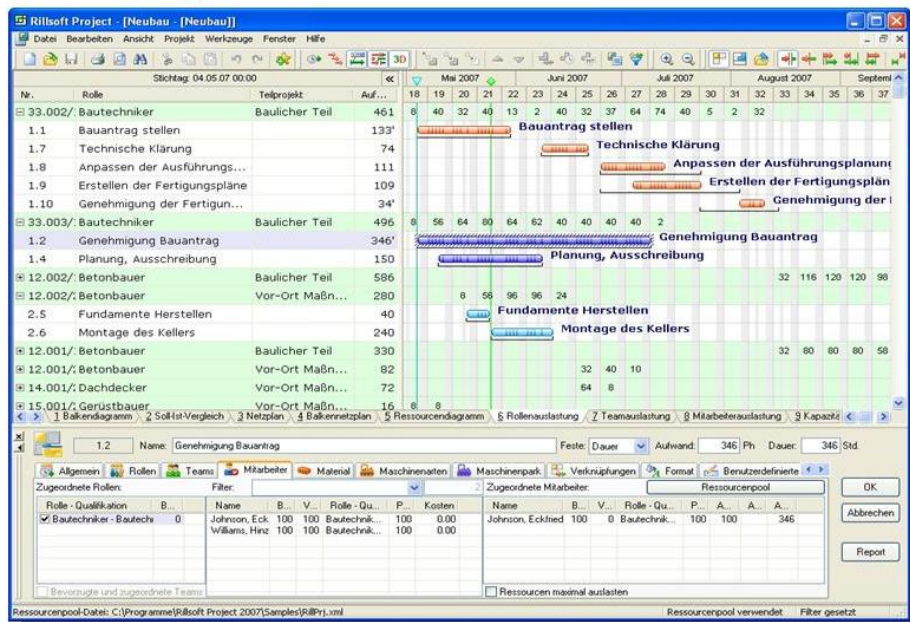 Rillsoft Project - [Neubau - [Neubau]]
Datei Bearbeiten Ansicht Projekt Werkzeuge Fenster Hilfe
3D
Stichtag: 04.05.07 00:00 « Mai 2007 Juni 2007 Juli 2007 August 2007 Septeml
Nr. Rolle Teilprojekt Auf... 18 19 20 21 22 23 24 25 26 27 28 29 30 31 32 33 34 35 36 37
33.002/ Bautechniker Baulicher Teil 461 8 40 32 40 13 2 40 32 37 64 74 40 5 2 32
1.1 Bauantrag stellen 133' Bauantrag stellen
1.7 Technische Klärung 74 Technische Klärung
1.8 Anpassen der Ausführungs... 111 Anpassen der Ausführungsplanung
1.9 Erstellen der Fertigungspläne 109 Erstellen der Fertigungsplän
1.10 Genehmigung der Fertigun... 34' Genehmigung der
33.003/ Bautechniker Baulicher Teil 496 8 56 64 80 64 62 40 40 40 40 2
1.2 Genehmigung Bauantrag 346' Genehmigung Bauantrag
1.4 Planung, Ausschreibung 150 Planung, Ausschreibung
12.002/ Betonbauer Baulicher Teil 586 32 116 120 120 98
12.002/ Betonbauer Vor-Ort Maßn... 280 8 56 96 96 24
2.5 Fundamente Herstellen 40 Fundamente Herstellen
2.6 Montage des Kellers 240 Montage des Kellers
12.001/ Betonbauer Baulicher Teil 330 32 80 80 80 58
12.001/ Betonbauer Vor-Ort Maßn... 82 32 40 10
14.001/ Dachdecker Vor-Ort Maßn... 72 64 8
15.001/ Gerüstbauer Vor-Ort Maßn... 16 8 8
1 Balkendiagramm 2 Soll-Ist-Vergleich 3 Netzplan 4 Balkennetzplan 5 Ressourcendiagramm 6 Rollenauslastung 7 Teamauslastung 8 Mitarbeiterauslastung 9 Kapazitä
1.2 Name: Genehmigung Bauantrag Feste: Dauer Aufwand: 346 Ph Dauer: 346 Std.
Allgemein Rollen Teams Mitarbeiter Material Maschinenarten Maschinenpark Verknüpfungen Format Benutzerdefinierte
Zugeordnete Rollen: Filter: 2 Zugeordnete Mitarbeiter: Ressourcenpool OK
Rolle - Qualifikation B... Name B... V... Rolle - Qu... P... Kosten Name B... V... Rolle - Qu... P... A... A... A...
Bautechniker - Bautech 0 Johnson, Eck 100 100 Bautechnik... 100 0.00 Johnson, Eckfried 100 0 Bautechnik... 100 100 346 Abbrechen
Williams, Hinz 100 100 Bautechnik... 100 0.00
Report
Bevorzugte und zugeordnete Teams Ressourcen maximal auslasten
Ressourcenpool-Datei: C:\Programme\Rillsoft Project 2007\Samples\RillPrj.xml Ressourcenpool verwendet Filter gesetzt